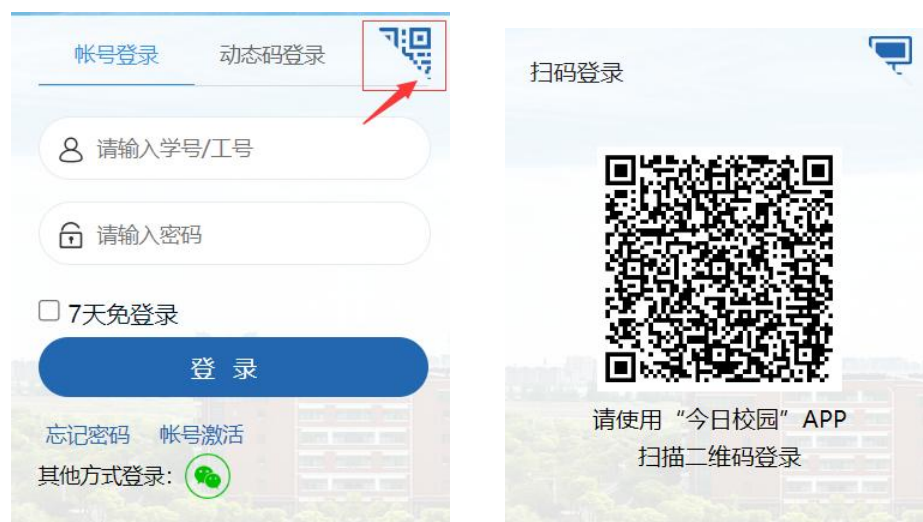 帐号登录
动态码登录
请输入学号/工号
请输入密码
7天免登录
登 录
忘记密码 帐号激活
其他方式登录:
扫码登录
请使用“今日校园”APP
扫描二维码登录